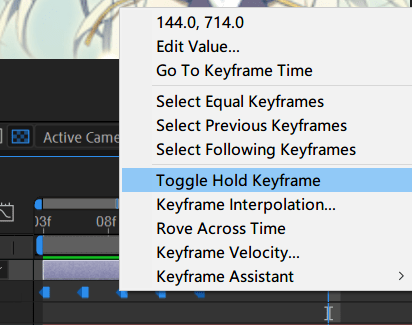 144.0, 714.0
Edit Value...
Go To Keyframe Time
Select Equal Keyframes
Select Previous Keyframes
Select Following Keyframes
Toggle Hold Keyframe
Keyframe Interpolation...
Rove Across Time
Keyframe Velocity...
Keyframe Assistant
Active Came
03f
08f